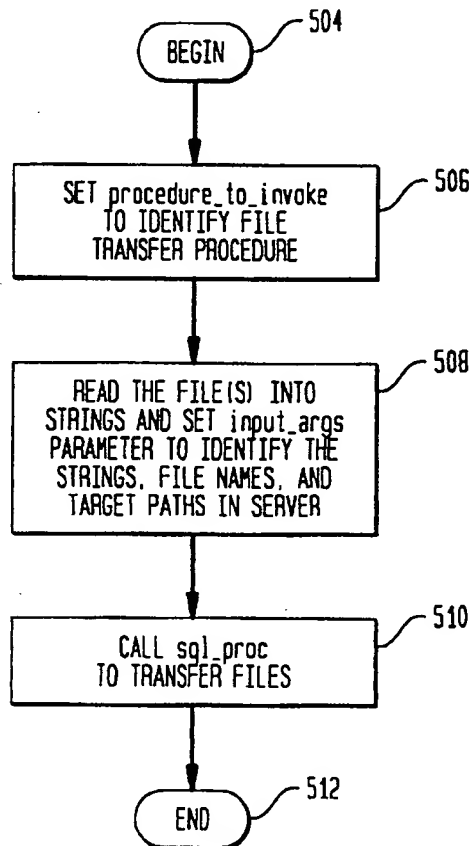 BEGIN
504
SET procedure_to_invoke
TO IDENTIFY FILE
TRANSFER PROCEDURE
506
READ THE FILE(S) INTO
STRINGS AND SET input_args
PARAMETER TO IDENTIFY THE
STRINGS, FILE NAMES, AND
TARGET PATHS IN SERVER
508
CALL sql_proc
TO TRANSFER FILES
510
END
512